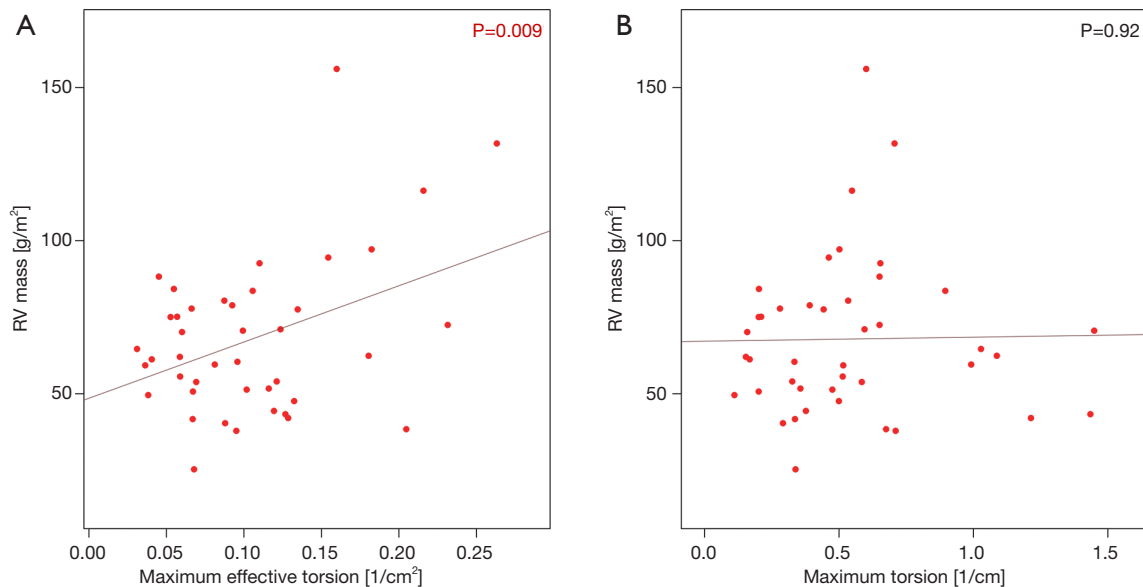 A
P=0.009
150
100
50
RV mass [g/m²]
0.00 0.05 0.10 0.15 0.20 0.25
Maximum effective torsion [1/cm²]
B
P=0.92
150
100
50
RV mass [g/m²]
0.0 0.5 1.0 1.5
Maximum torsion [1/cm]